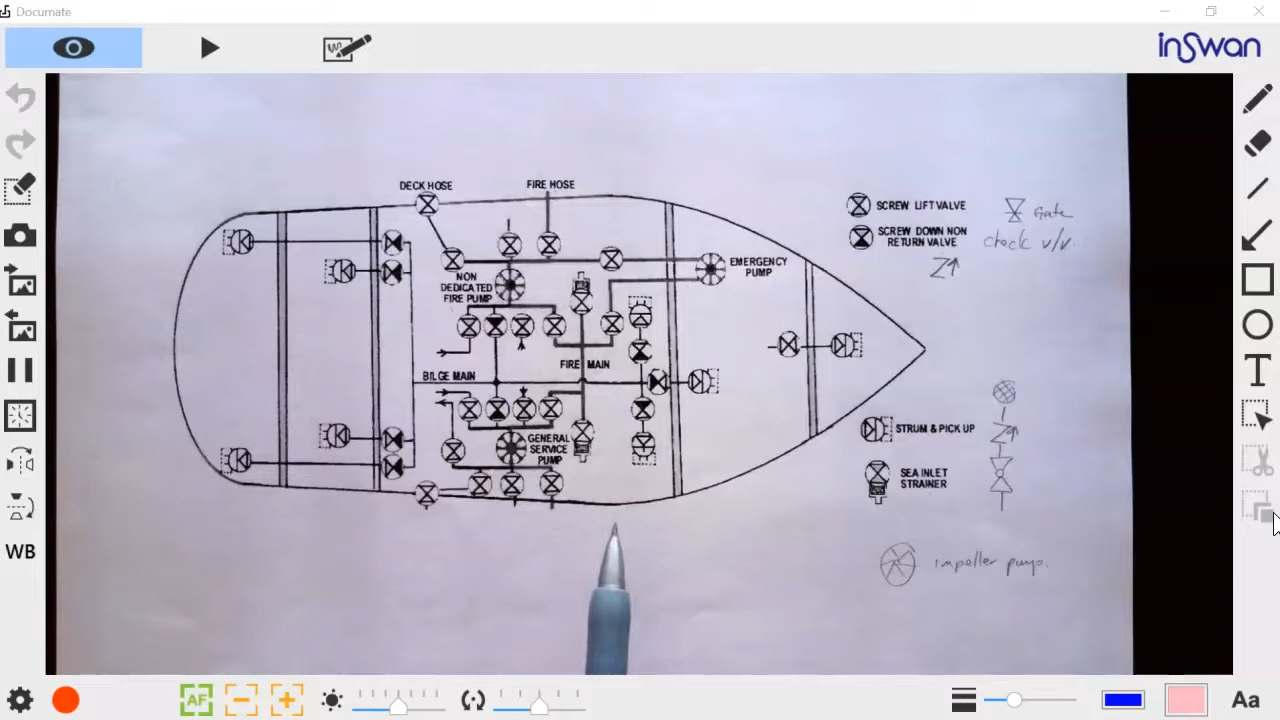 Documate
inSwan
DECK HOSE
FIRE HOSE
SCREW LIFT VALVE
Gate
SCREW DOWN NON
RETURN VALVE
check v/v.
EMERGENCY
PUMP
NON
DEDICATED
FIRE PUMP
FIRE MAIN
BILGE MAIN
STRUM & PICK UP
GENERAL
SERVICE
PUMP
SEA INLET
STRAINER
impeller pump.
WB
T
AF
Aa